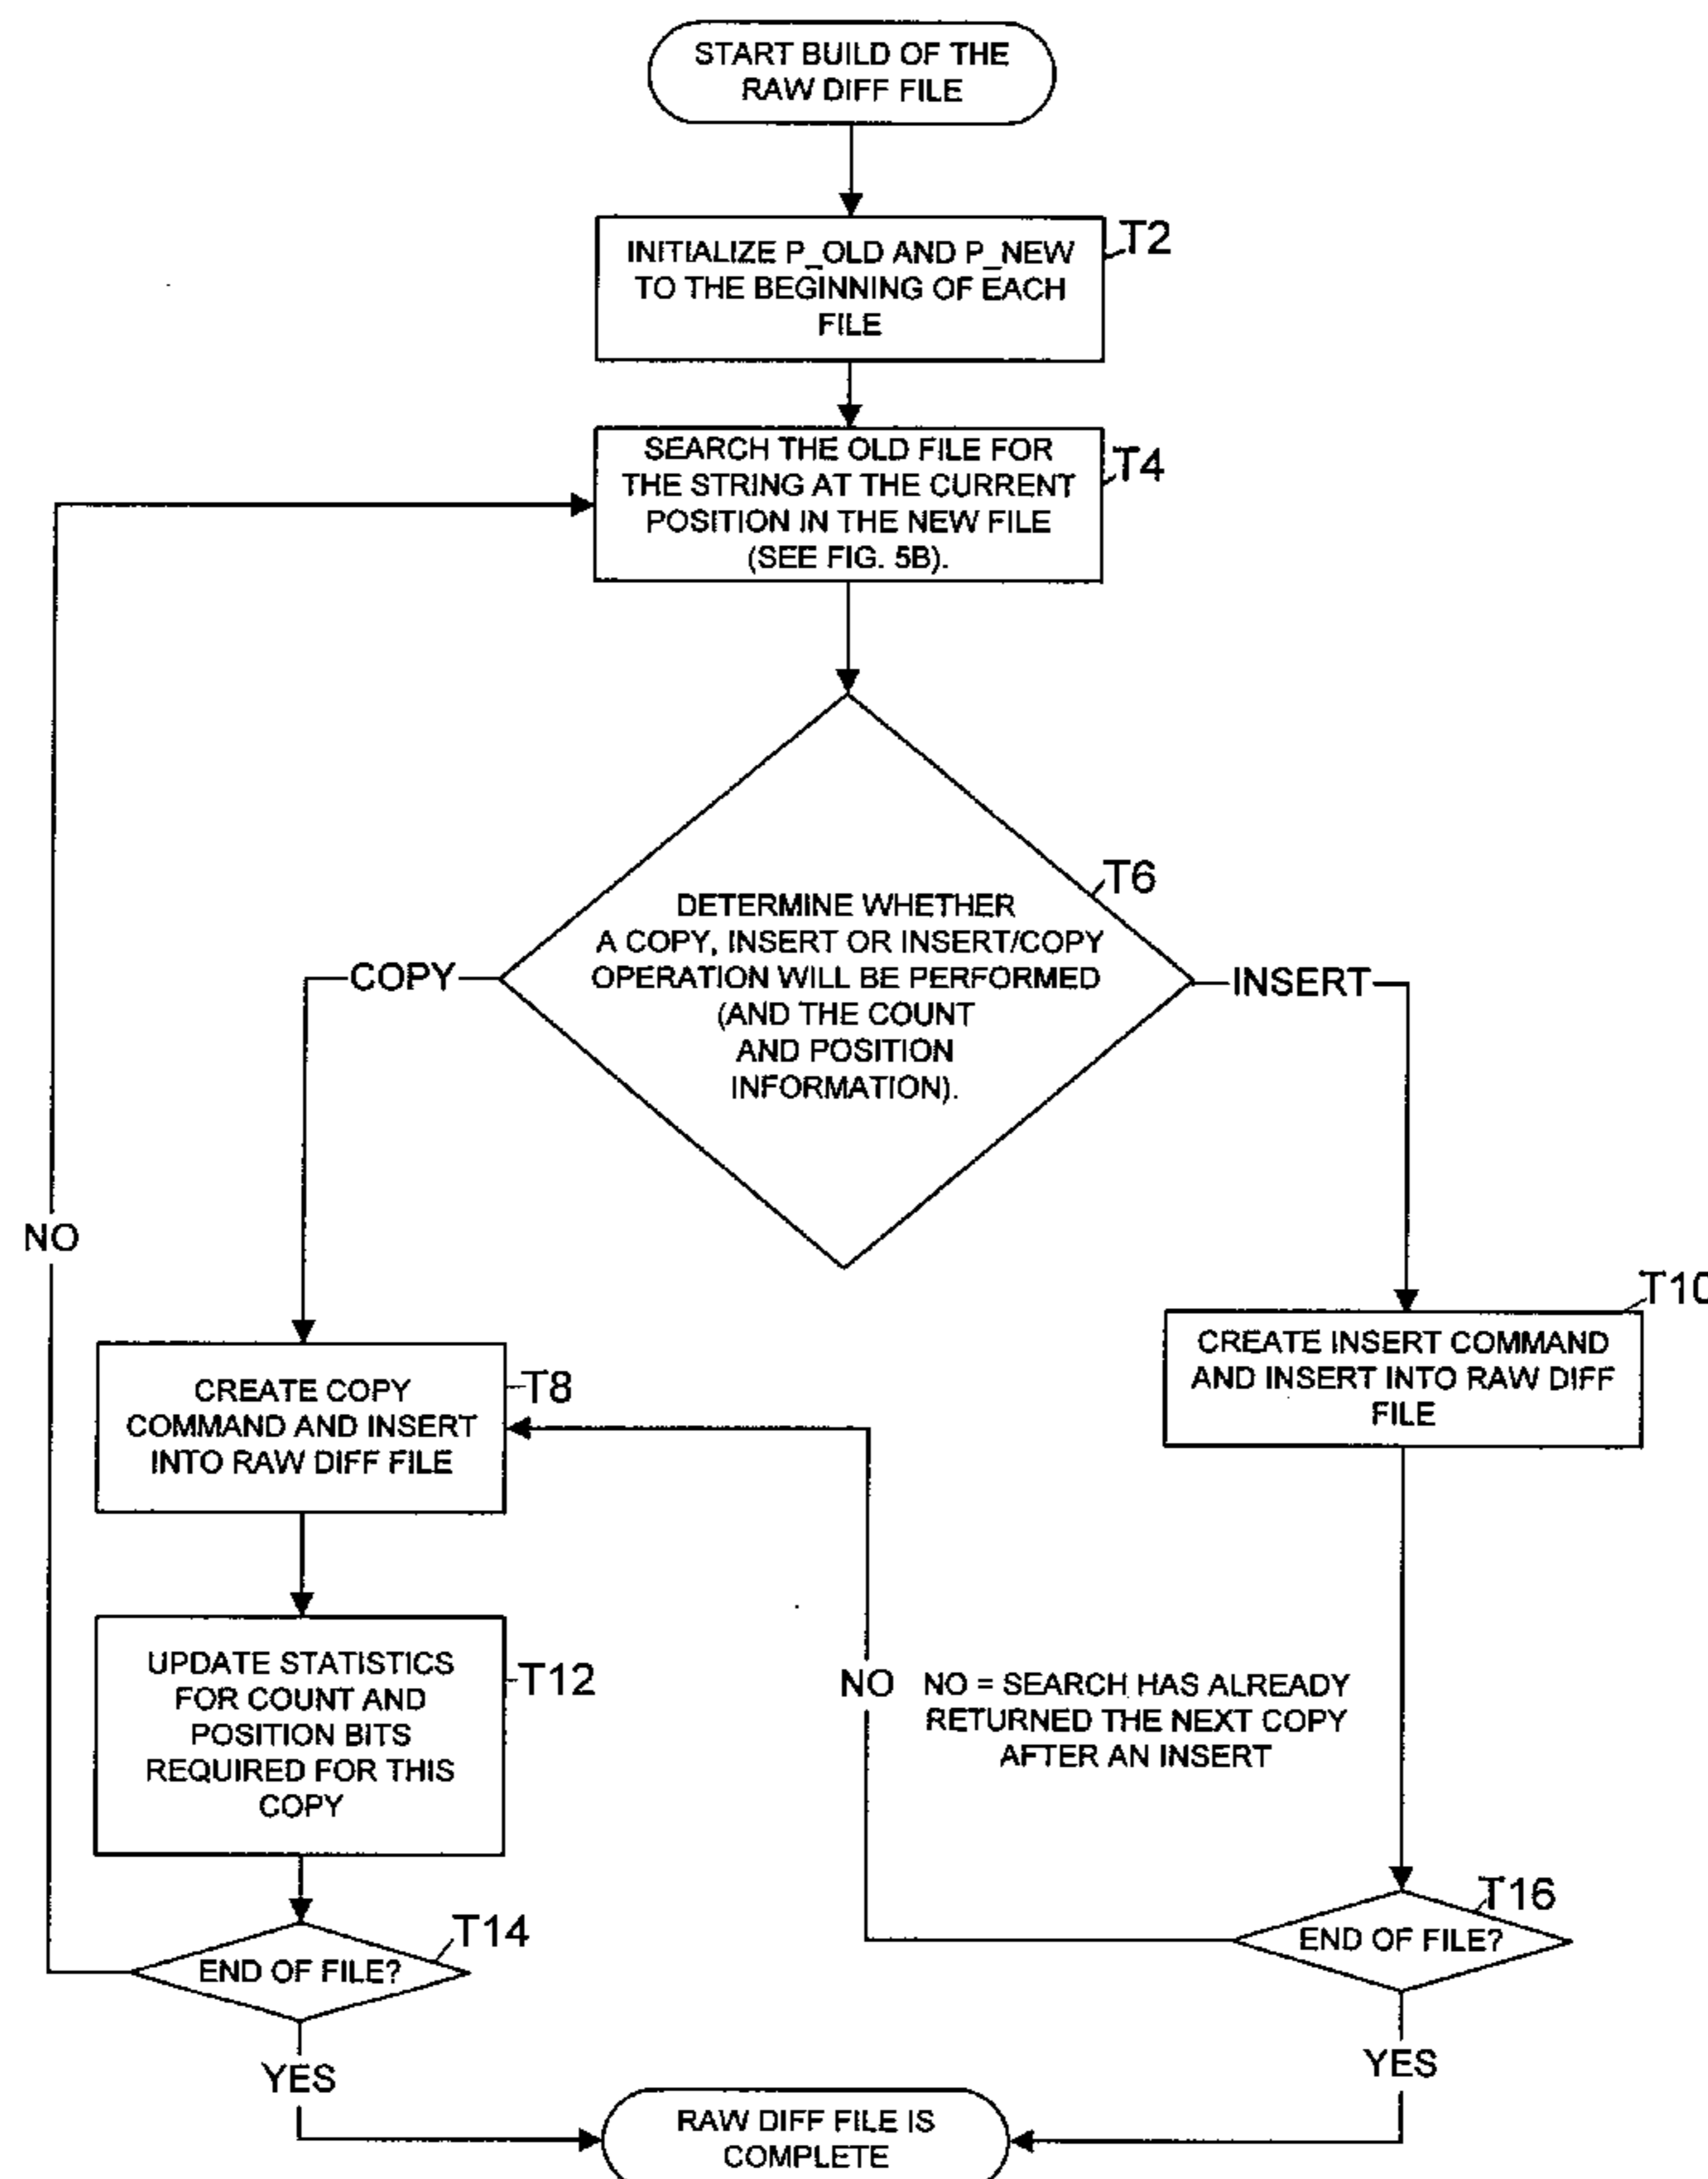 START BUILD OF THE
RAW DIFF FILE
T2
INITIALIZE P_OLD AND P_NEW
TO THE BEGINNING OF EACH
FILE
T4
SEARCH THE OLD FILE FOR
THE STRING AT THE CURRENT
POSITION IN THE NEW FILE
(SEE FIG. 5B).
T6
DETERMINE WHETHER
A COPY, INSERT OR INSERT/COPY
OPERATION WILL BE PERFORMED
(AND THE COUNT
AND POSITION
INFORMATION).
COPY
INSERT
NO
T10
CREATE INSERT COMMAND
AND INSERT INTO RAW DIFF
FILE
T8
CREATE COPY
COMMAND AND INSERT
INTO RAW DIFF FILE
T12
UPDATE STATISTICS
FOR COUNT AND
POSITION BITS
REQUIRED FOR THIS
COPY
NO
NO = SEARCH HAS ALREADY
RETURNED THE NEXT COPY
AFTER AN INSERT
T14
END OF FILE?
T16
END OF FILE?
YES
YES
RAW DIFF FILE IS
COMPLETE